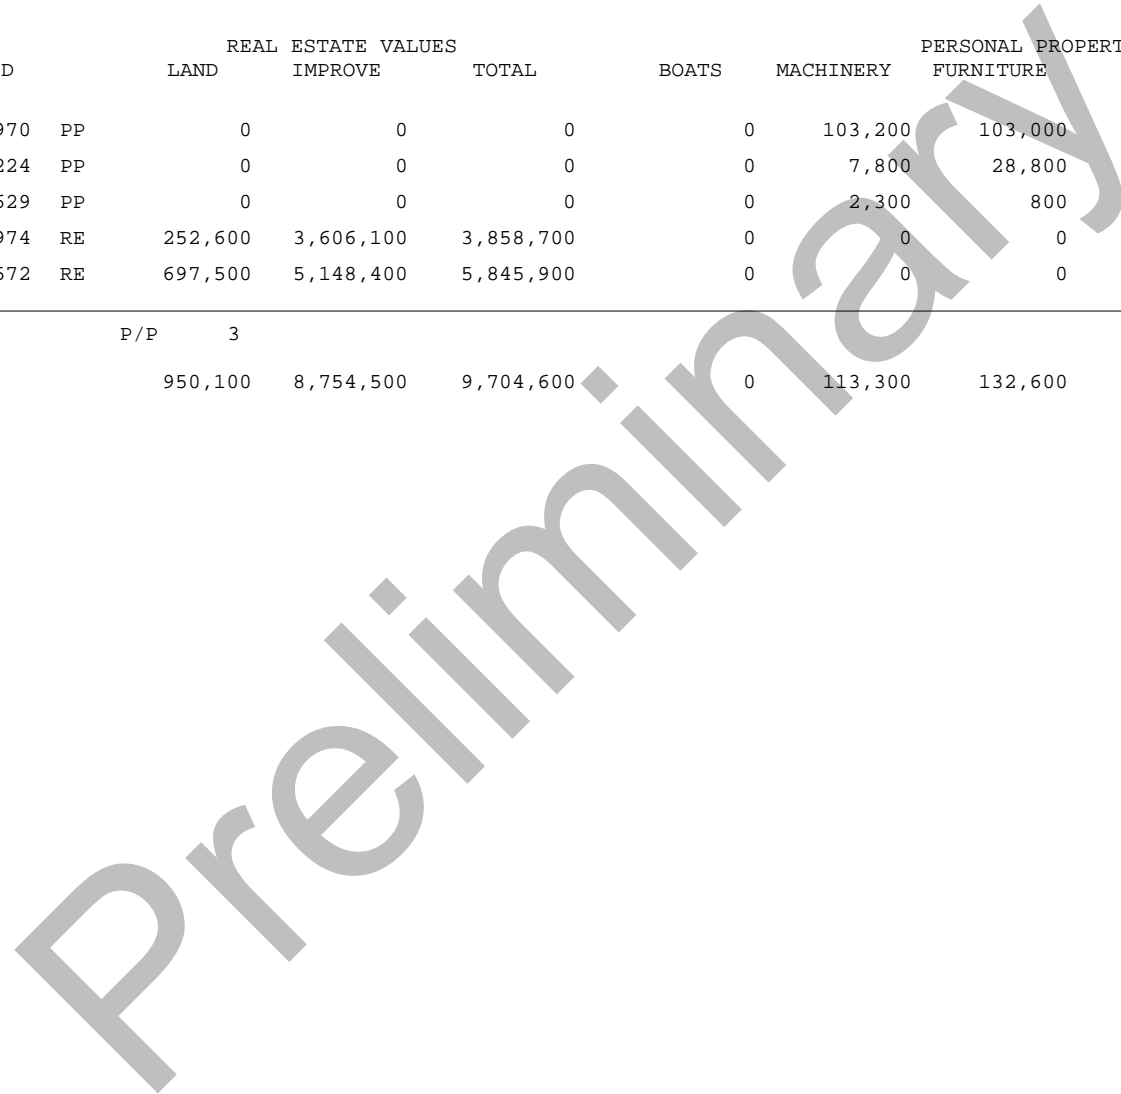 REAL ESTATE VALUES PERSONAL PROPERT
D LAND IMPROVE TOTAL BOATS MACHINERY FURNITURE
970 PP 0 0 0 0 103,200 103,000
224 PP 0 0 0 0 7,800 28,800
529 PP 0 0 0 0 2,300 800
974 RE 252,600 3,606,100 3,858,700 0 0 0
572 RE 697,500 5,148,400 5,845,900 0 0 0
P/P 3
950,100 8,754,500 9,704,600 0 113,300 132,600
Preliminary